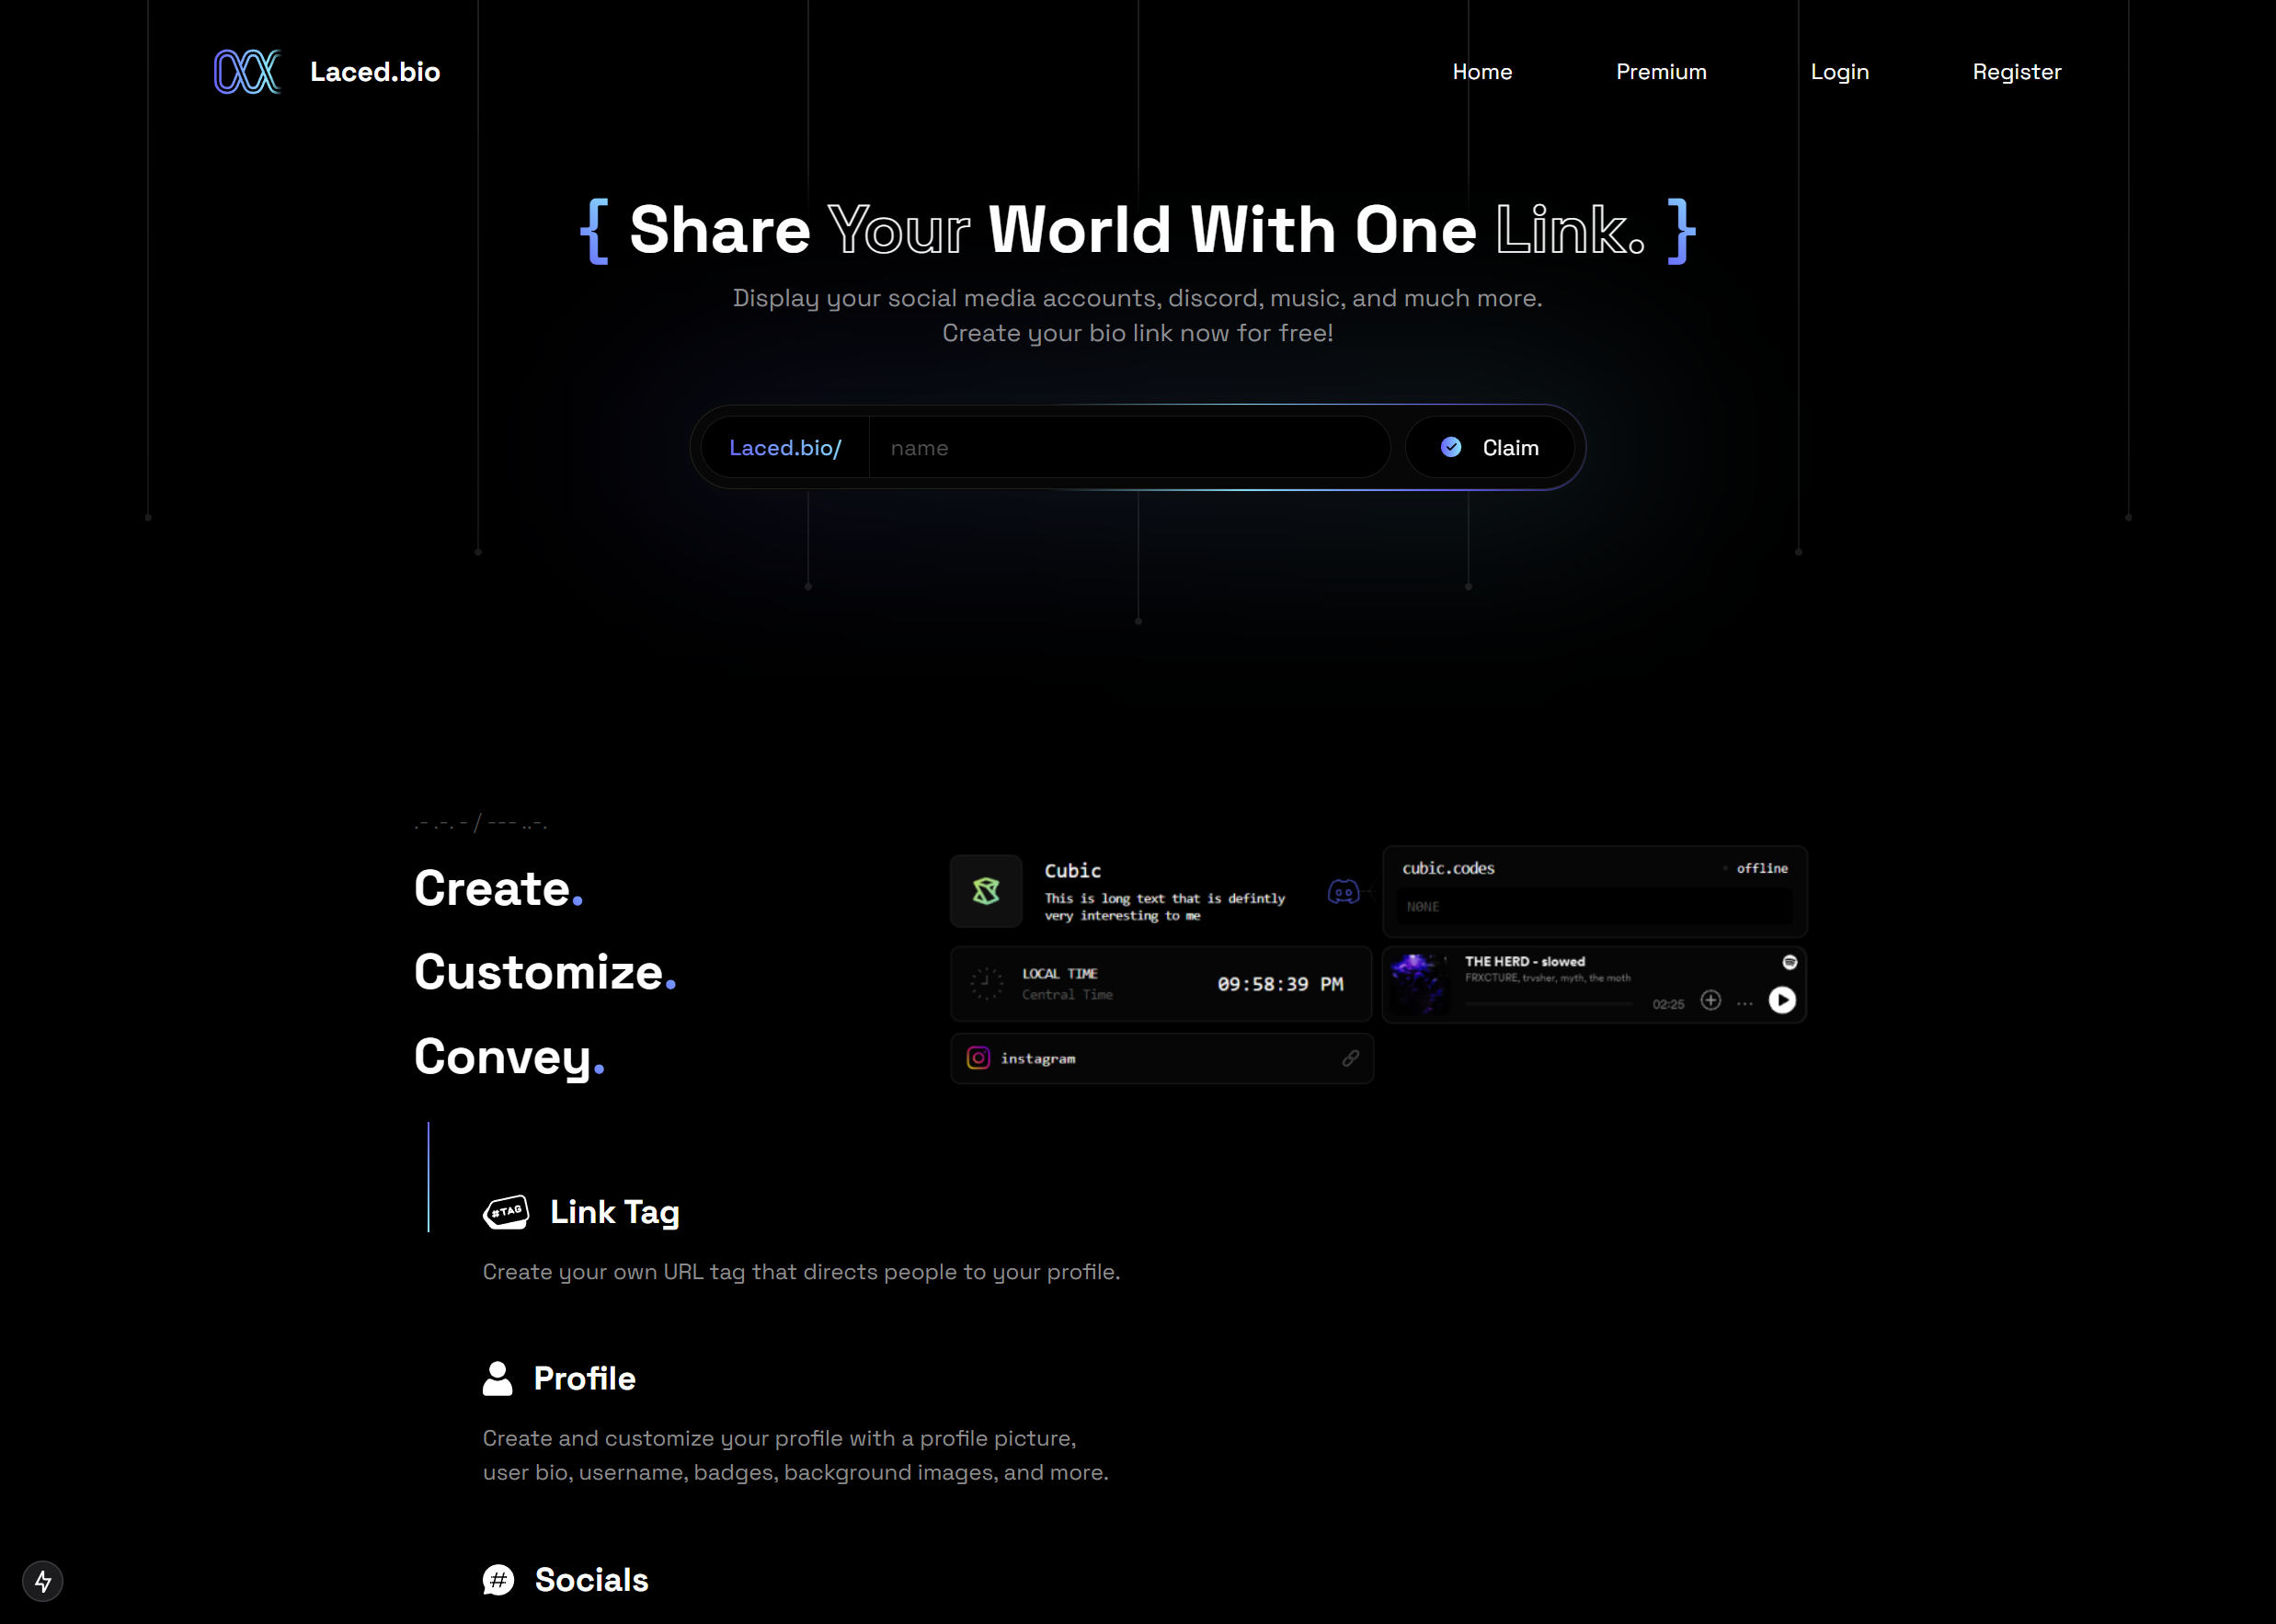 Laced.bio
Home
Premium
Login
Register
{ Share Your World With One Link. }
Display your social media accounts, discord, music, and much more.
Create your bio link now for free!
Laced.bio/
name
Claim
.- .-. - / --- ..-.
Create.
Customize.
Convey.
Cubic
This is long text that is defintly
very interesting to me
cubic.codes
offline
NONE
LOCAL TIME
Central Time
09:58:39 PM
THE HERD - slowed
FRXCTURE, trvsher, myth, the moth
02:25
instagram
#TAG
Link Tag
Create your own URL tag that directs people to your profile.
Profile
Create and customize your profile with a profile picture,
user bio, username, badges, background images, and more.
#
Socials